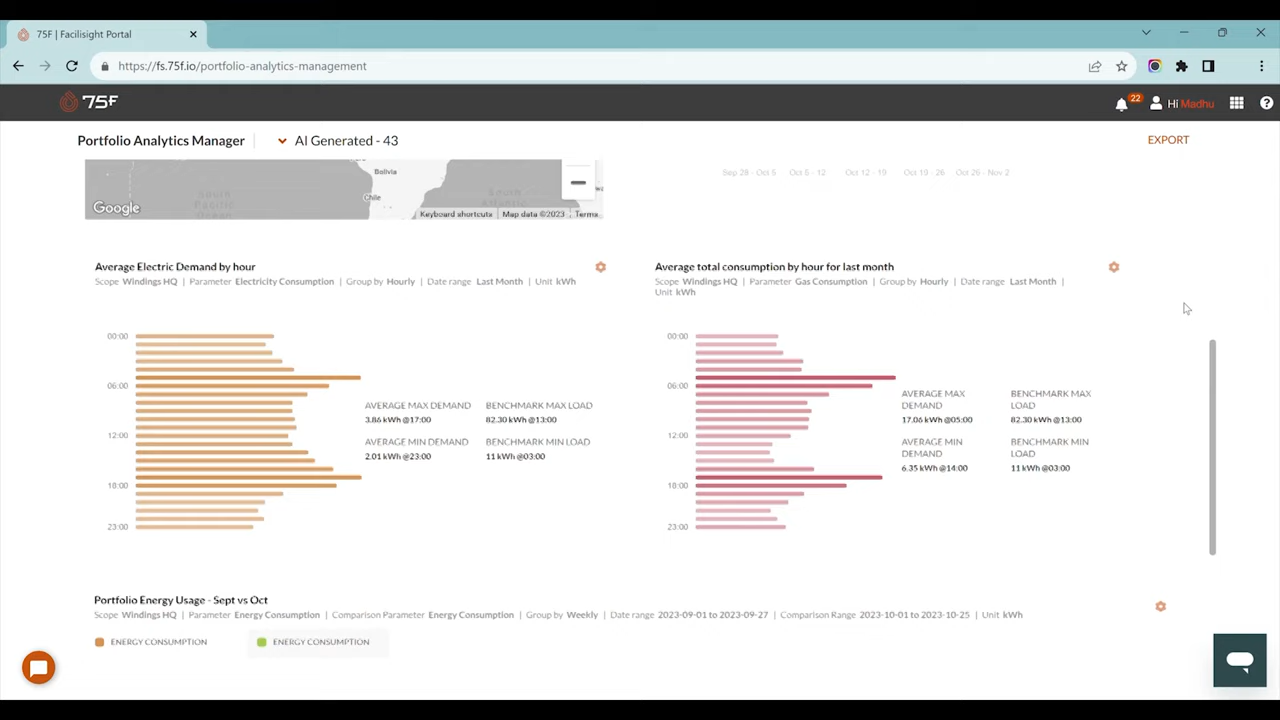 75F | Facilisight Portal
https://fs.75f.io/portfolio-analytics-management
75F
22
Hi Madhu
Portfolio Analytics Manager
AI Generated - 43
EXPORT
Bolivia
Chile
South
Pacific
South
Atlantic
Google
Keyboard shortcuts
Map data ©2023
Terms
Sep 28 - Oct 5
Oct 5 - 12
Oct 12 - 19
Oct 19 - 26
Oct 26 - Nov 2
Average Electric Demand by hour
Scope Windings HQ | Parameter Electricity Consumption | Group by Hourly | Date range Last Month | Unit kWh
00:00
06:00
12:00
18:00
23:00
AVERAGE MAX DEMAND
3.86 kWh @17:00
BENCHMARK MAX LOAD
82.30 kWh @13:00
AVERAGE MIN DEMAND
2.01 kWh @23:00
BENCHMARK MIN LOAD
11 kWh @03:00
Average total consumption by hour for last month
Scope Windings HQ | Parameter Gas Consumption | Group by Hourly | Date range Last Month |
Unit kWh
00:00
06:00
12:00
18:00
23:00
AVERAGE MAX
DEMAND
17.06 kWh @05:00
BENCHMARK MAX
LOAD
82.30 kWh @13:00
AVERAGE MIN
DEMAND
6.35 kWh @14:00
BENCHMARK MIN
LOAD
11 kWh @03:00
Portfolio Energy Usage - Sept vs Oct
Scope Windings HQ | Parameter Energy Consumption | Comparison Parameter Energy Consumption | Group by Weekly | Date range 2023-09-01 to 2023-09-27 | Comparison Range 2023-10-01 to 2023-10-25 | Unit kWh
ENERGY CONSUMPTION
ENERGY CONSUMPTION